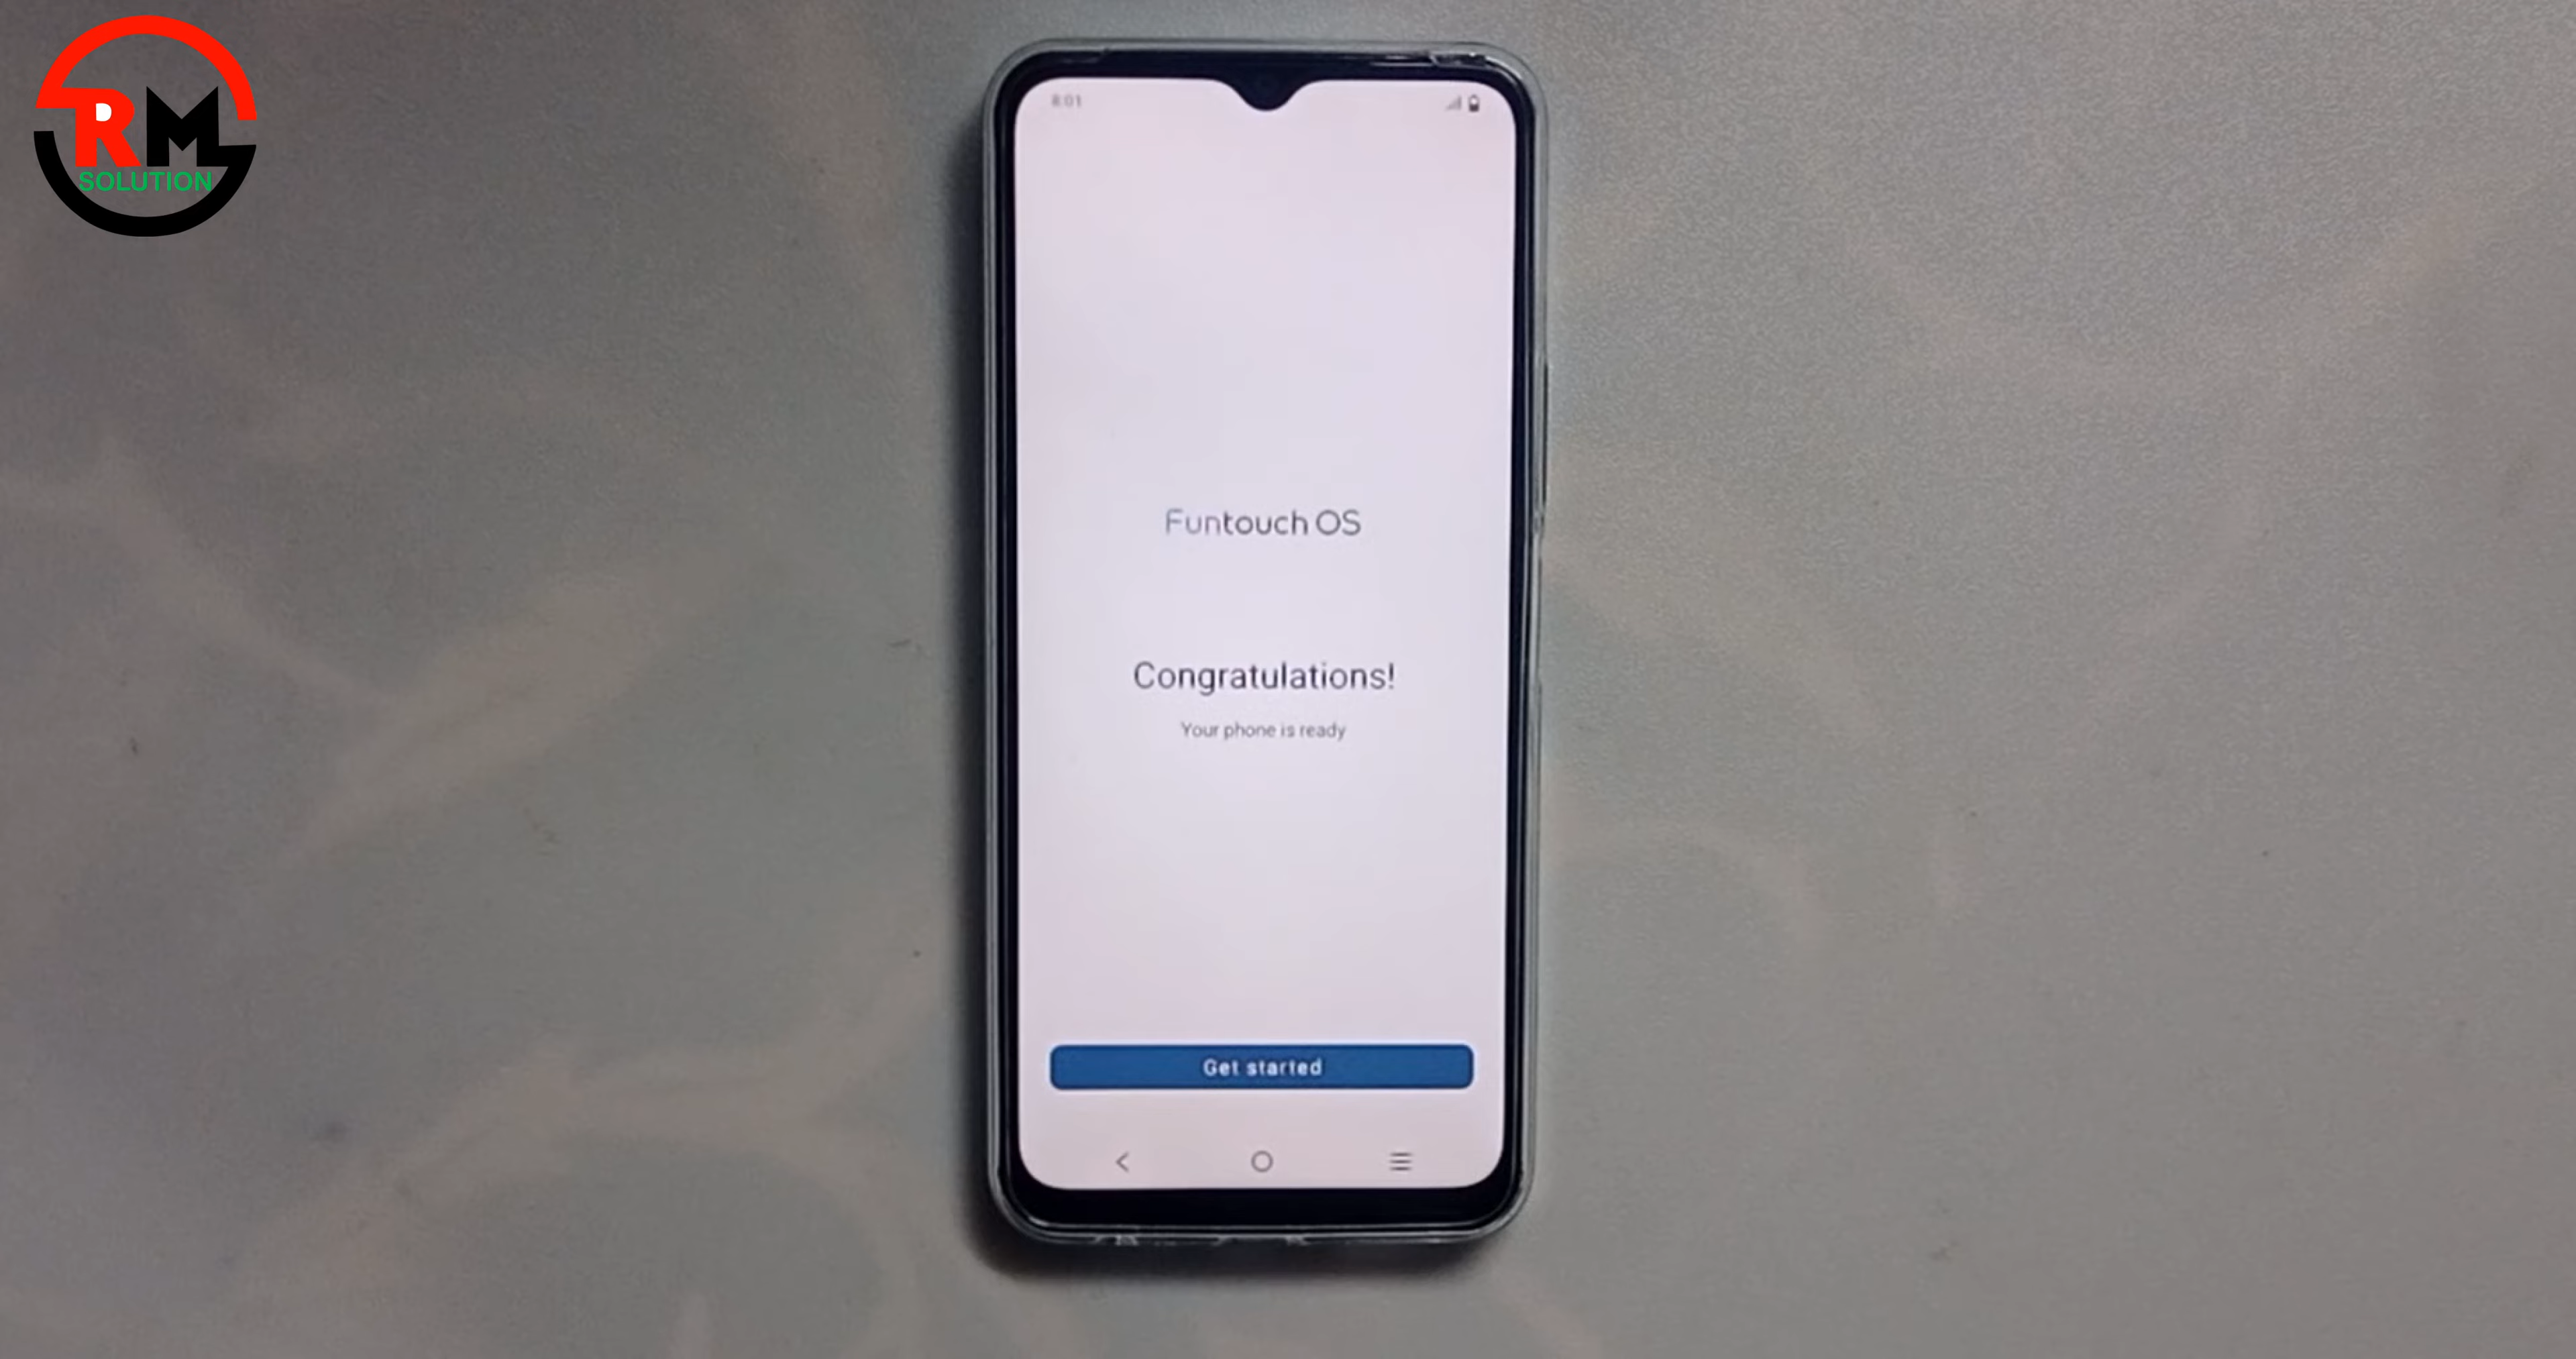 RM
SOLUTION
8:01
Funtouch OS
Congratulations!
Your phone is ready
Get started